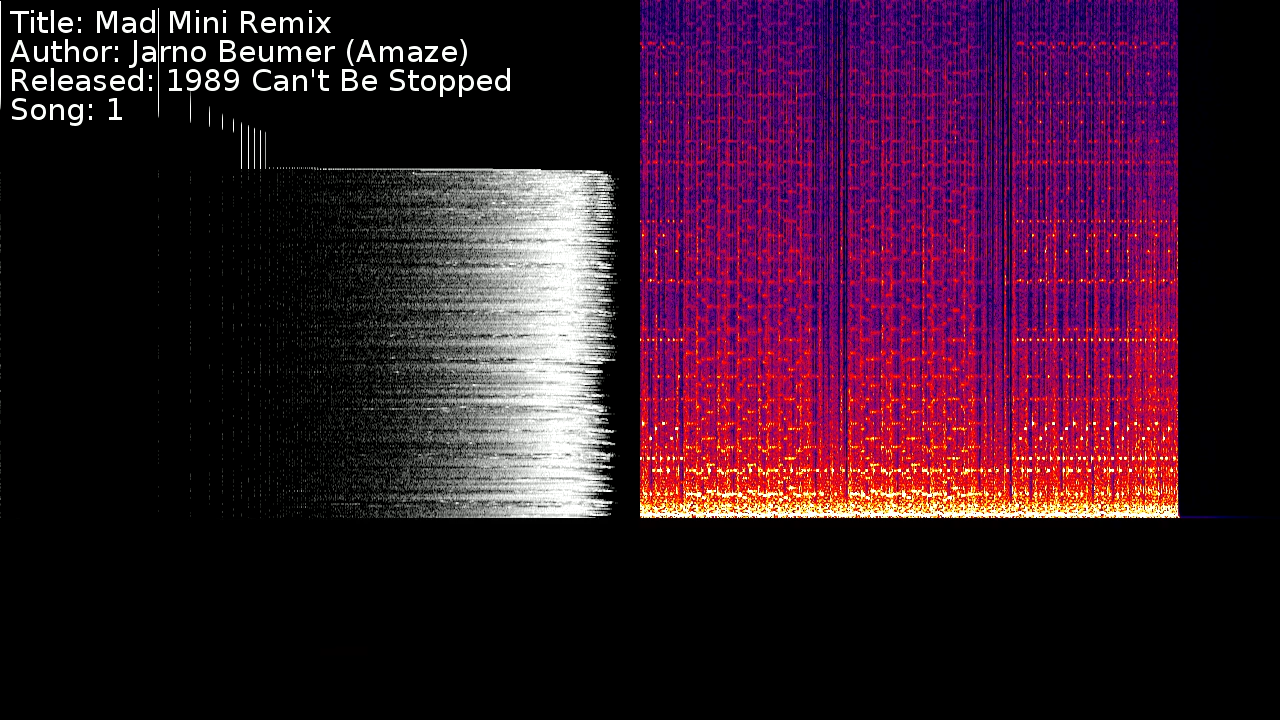 Title: Mad Mini Remix
Author: Jarno Beumer (Amaze)
Released: 1989 Can't Be Stopped
Song: 1